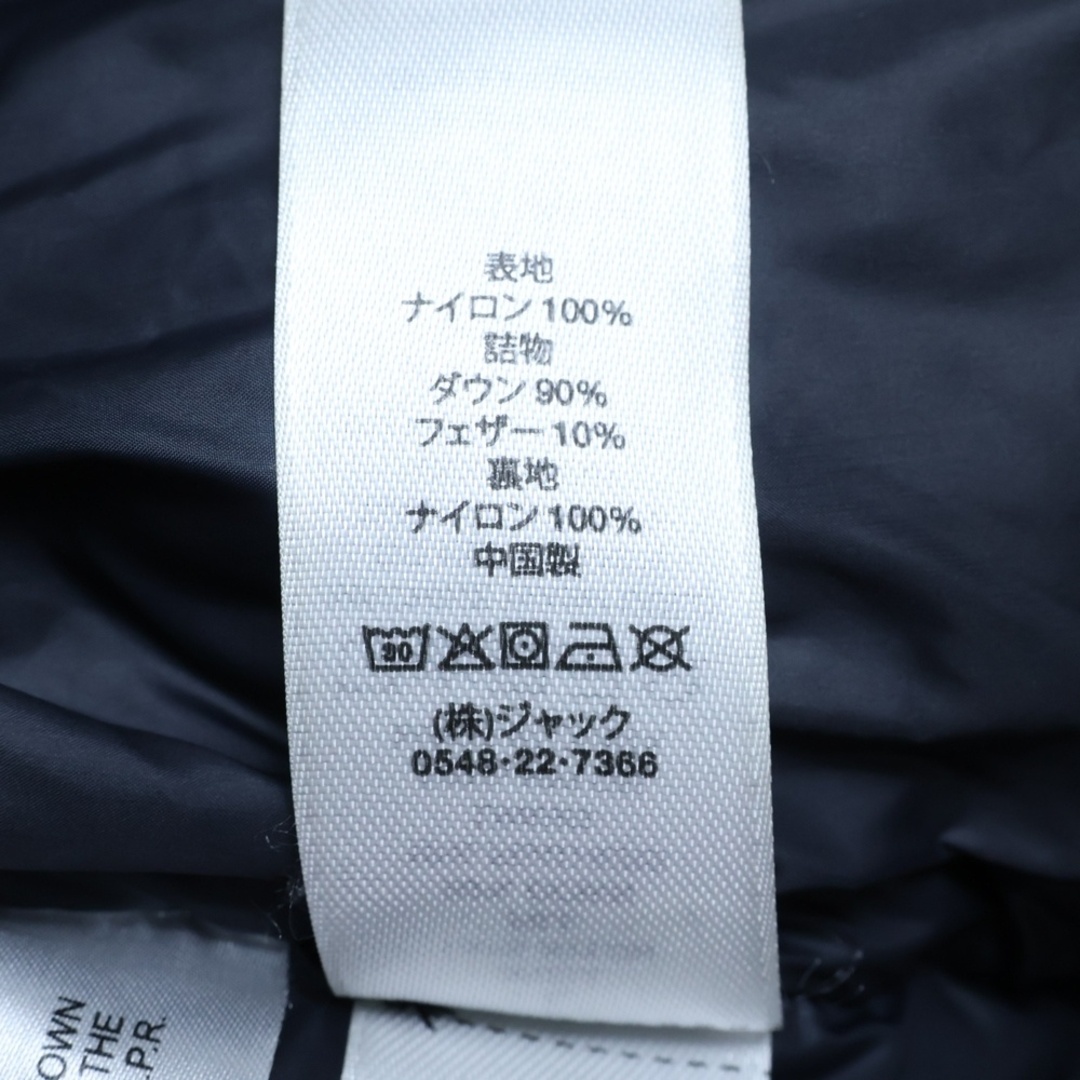 表地
ナイロン100%
詰物
ダウン90%
フェザー10%
裏地
ナイロン100%
中国製
30
(株)ジャック
0548·22·7366
OWN
THE
.P.R.